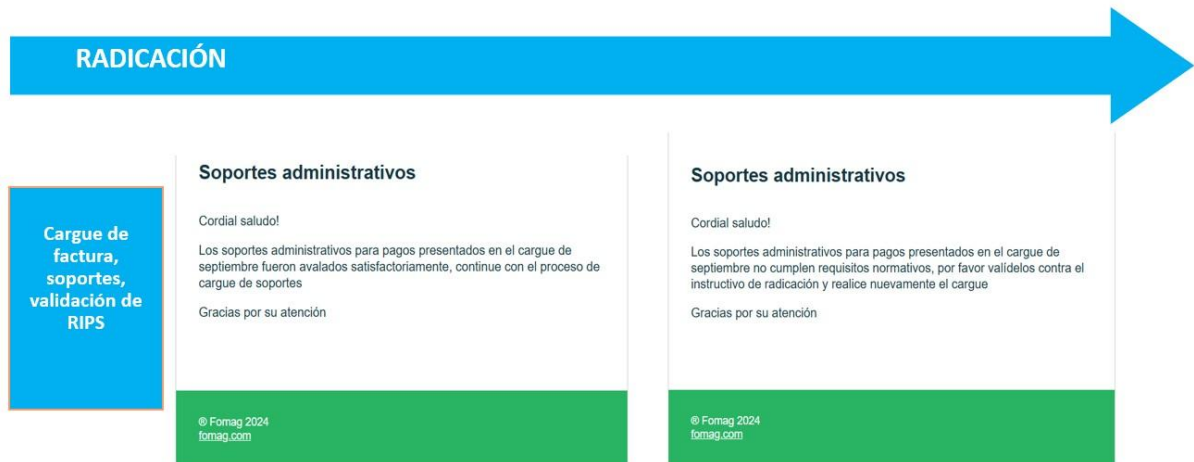 RADICACIÓN
Cargue de
factura,
soportes,
validación de
RIPS
Soportes administrativos
Cordial saludo!
Los soportes administrativos para pagos presentados en el cargue de
septiembre fueron avalados satisfactoriamente, continue con el proceso de
cargue de soportes
Gracias por su atención
® Fomag 2024
fomag.com
Soportes administrativos
Cordial saludo!
Los soportes administrativos para pagos presentados en el cargue de
septiembre no cumplen requisitos normativos, por favor valídelos contra el
instructivo de radicación y realice nuevamente el cargue
Gracias por su atención
® Fomag 2024
fomag.com